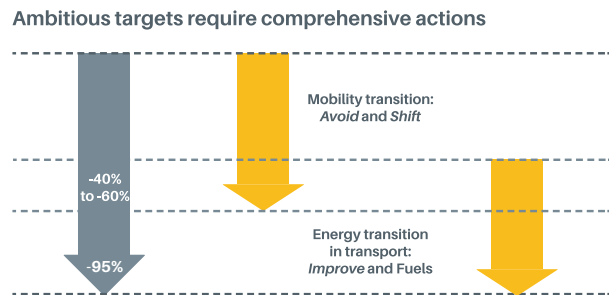 Ambitious targets require comprehensive actions
Mobility transition:
Avoid and Shift
-40%
to -60%
Energy transition
in transport:
Improve and Fuels
-95%